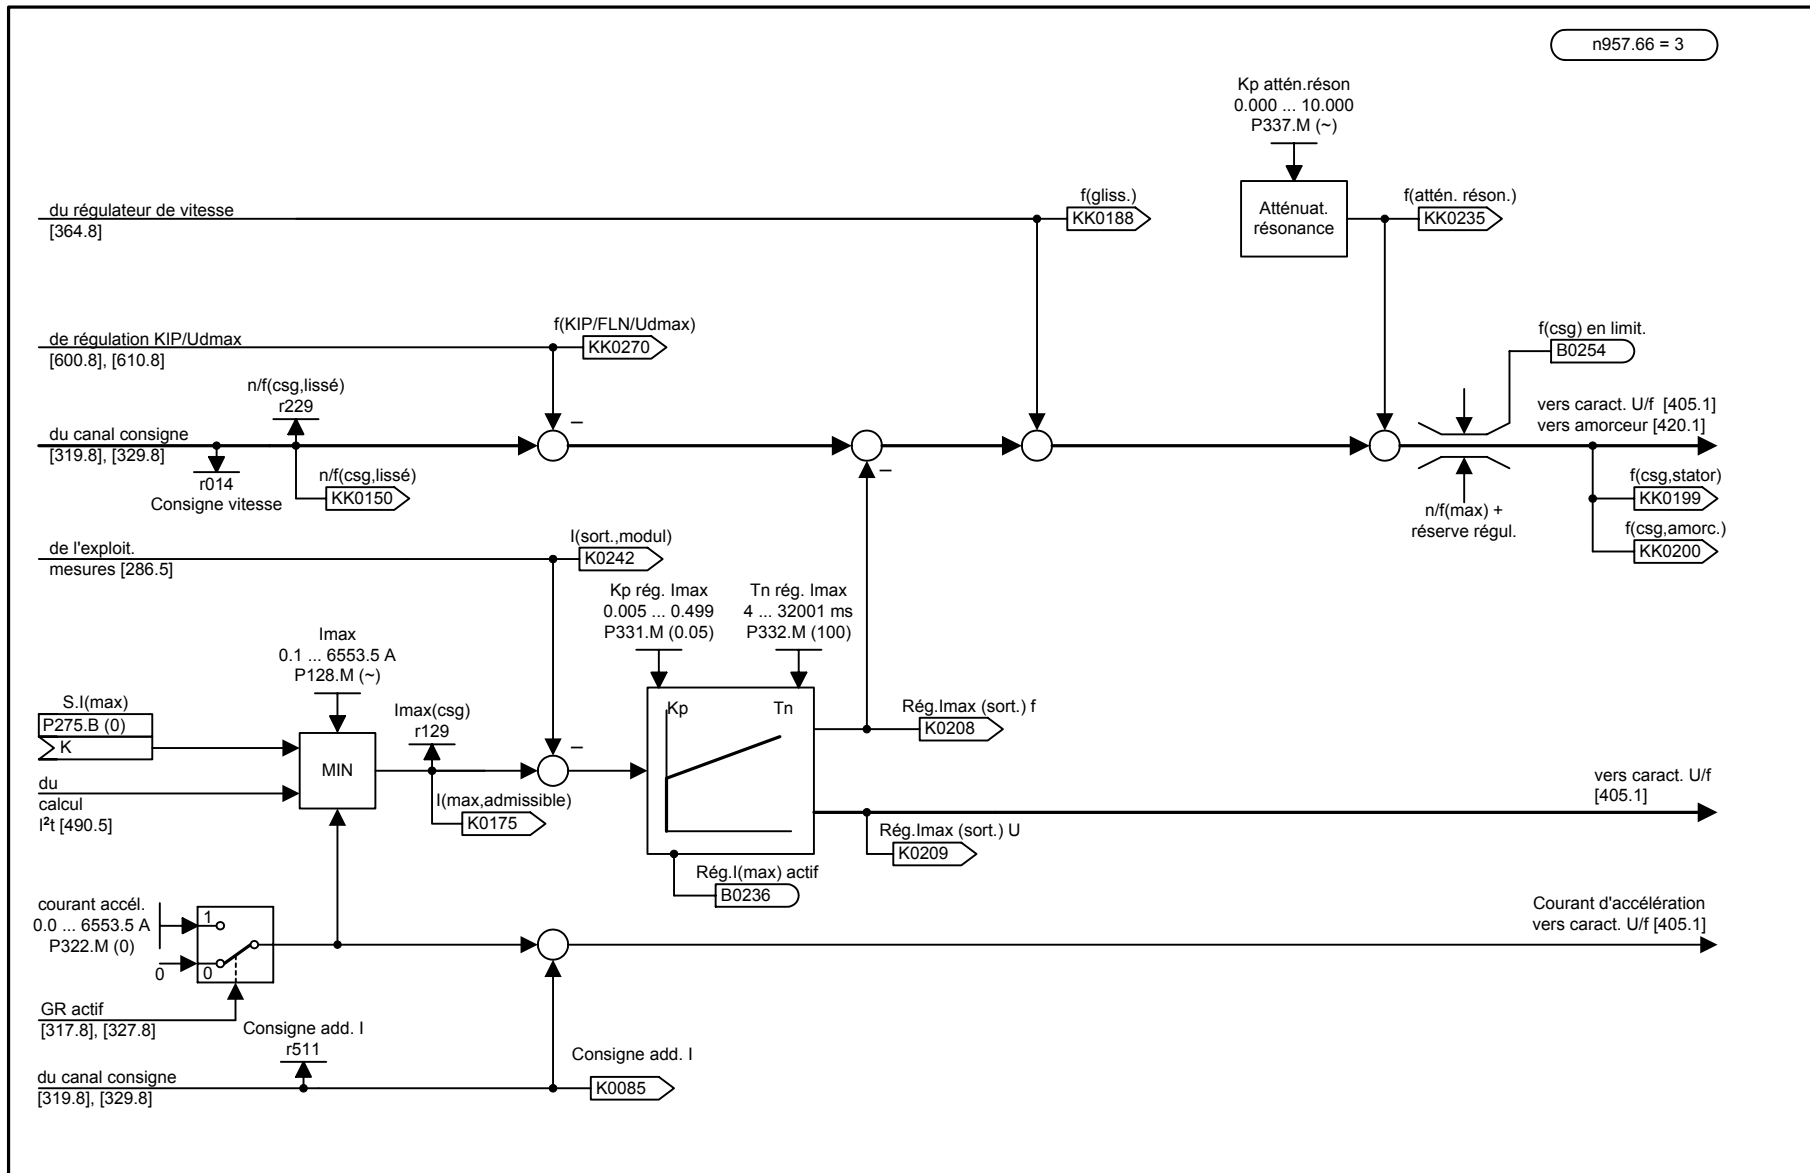 n957.66 = 3
Kp attén.réson
0.000 ... 10.000
P337.M (~)
du régulateur de vitesse
[364.8]
f(gliss.)
KK0188
Atténuat.
résonance
f(attén. réson.)
KK0235
de régulation KIP/Udmax
[600.8], [610.8]
f(KIP/FLN/Udmax)
KK0270
f(csg) en limit.
B0254
n/f(csg,lissé)
r229
du canal consigne
[319.8], [329.8]
r014
Consigne vitesse
n/f(csg,lissé)
KK0150
–
–
vers caract. U/f [405.1]
vers amorceur [420.1]
n/f(max) +
réserve régul.
f(csg,stator)
KK0199
f(csg,amorc.)
KK0200
de l'exploit.
mesures [286.5]
I(sort.,modul)
K0242
Kp rég. Imax
0.005 ... 0.499
P331.M (0.05)
Tn rég. Imax
4 ... 32001 ms
P332.M (100)
Imax
0.1 ... 6553.5 A
P128.M (~)
S.I(max)
P275.B (0)
K
du
calcul
I²t [490.5]
MIN
Imax(csg)
r129
I(max,admissible)
K0175
–
Kp
Tn
Rég.Imax (sort.) f
K0208
vers caract. U/f
[405.1]
Rég.Imax (sort.) U
K0209
Rég.I(max) actif
B0236
courant accél.
0.0 ... 6553.5 A
P322.M (0)
1
0
0
Courant d'accélération
vers caract. U/f [405.1]
GR actif
[317.8], [327.8]
Consigne add. I
r511
Consigne add. I
K0085
du canal consigne
[319.8], [329.8]